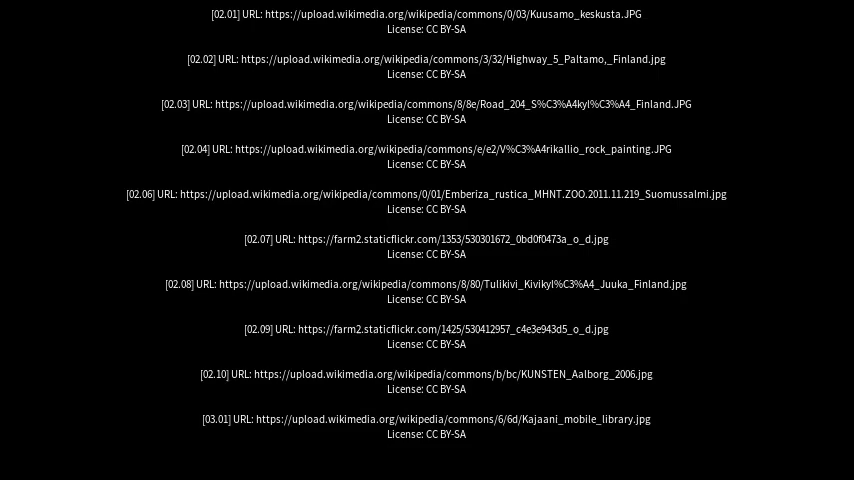 [02.01] URL: https://upload.wikimedia.org/wikipedia/commons/0/03/Kuusamo_keskusta.JPG
License: CC BY-SA
[02.02] URL: https://upload.wikimedia.org/wikipedia/commons/3/32/Highway_5_Paltamo,_Finland.jpg
License: CC BY-SA
[02.03] URL: https://upload.wikimedia.org/wikipedia/commons/8/8e/Road_204_S%C3%A4kyl%C3%A4_Finland.JPG
License: CC BY-SA
[02.04] URL: https://upload.wikimedia.org/wikipedia/commons/e/e2/V%C3%A4rikallio_rock_painting.JPG
License: CC BY-SA
[02.06] URL: https://upload.wikimedia.org/wikipedia/commons/0/01/Emberiza_rustica_MHNT.ZOO.2011.11.219_Suomussalmi.jpg
License: CC BY-SA
[02.07] URL: https://farm2.staticflickr.com/1353/530301672_0bd0f0473a_o_d.jpg
License: CC BY-SA
[02.08] URL: https://upload.wikimedia.org/wikipedia/commons/8/80/Tulikivi_Kivikyl%C3%A4_Juuka_Finland.jpg
License: CC BY-SA
[02.09] URL: https://farm2.staticflickr.com/1425/530412957_c4e3e943d5_o_d.jpg
License: CC BY-SA
[02.10] URL: https://upload.wikimedia.org/wikipedia/commons/b/bc/KUNSTEN_Aalborg_2006.jpg
License: CC BY-SA
[03.01] URL: https://upload.wikimedia.org/wikipedia/commons/6/6d/Kajaani_mobile_library.jpg
License: CC BY-SA